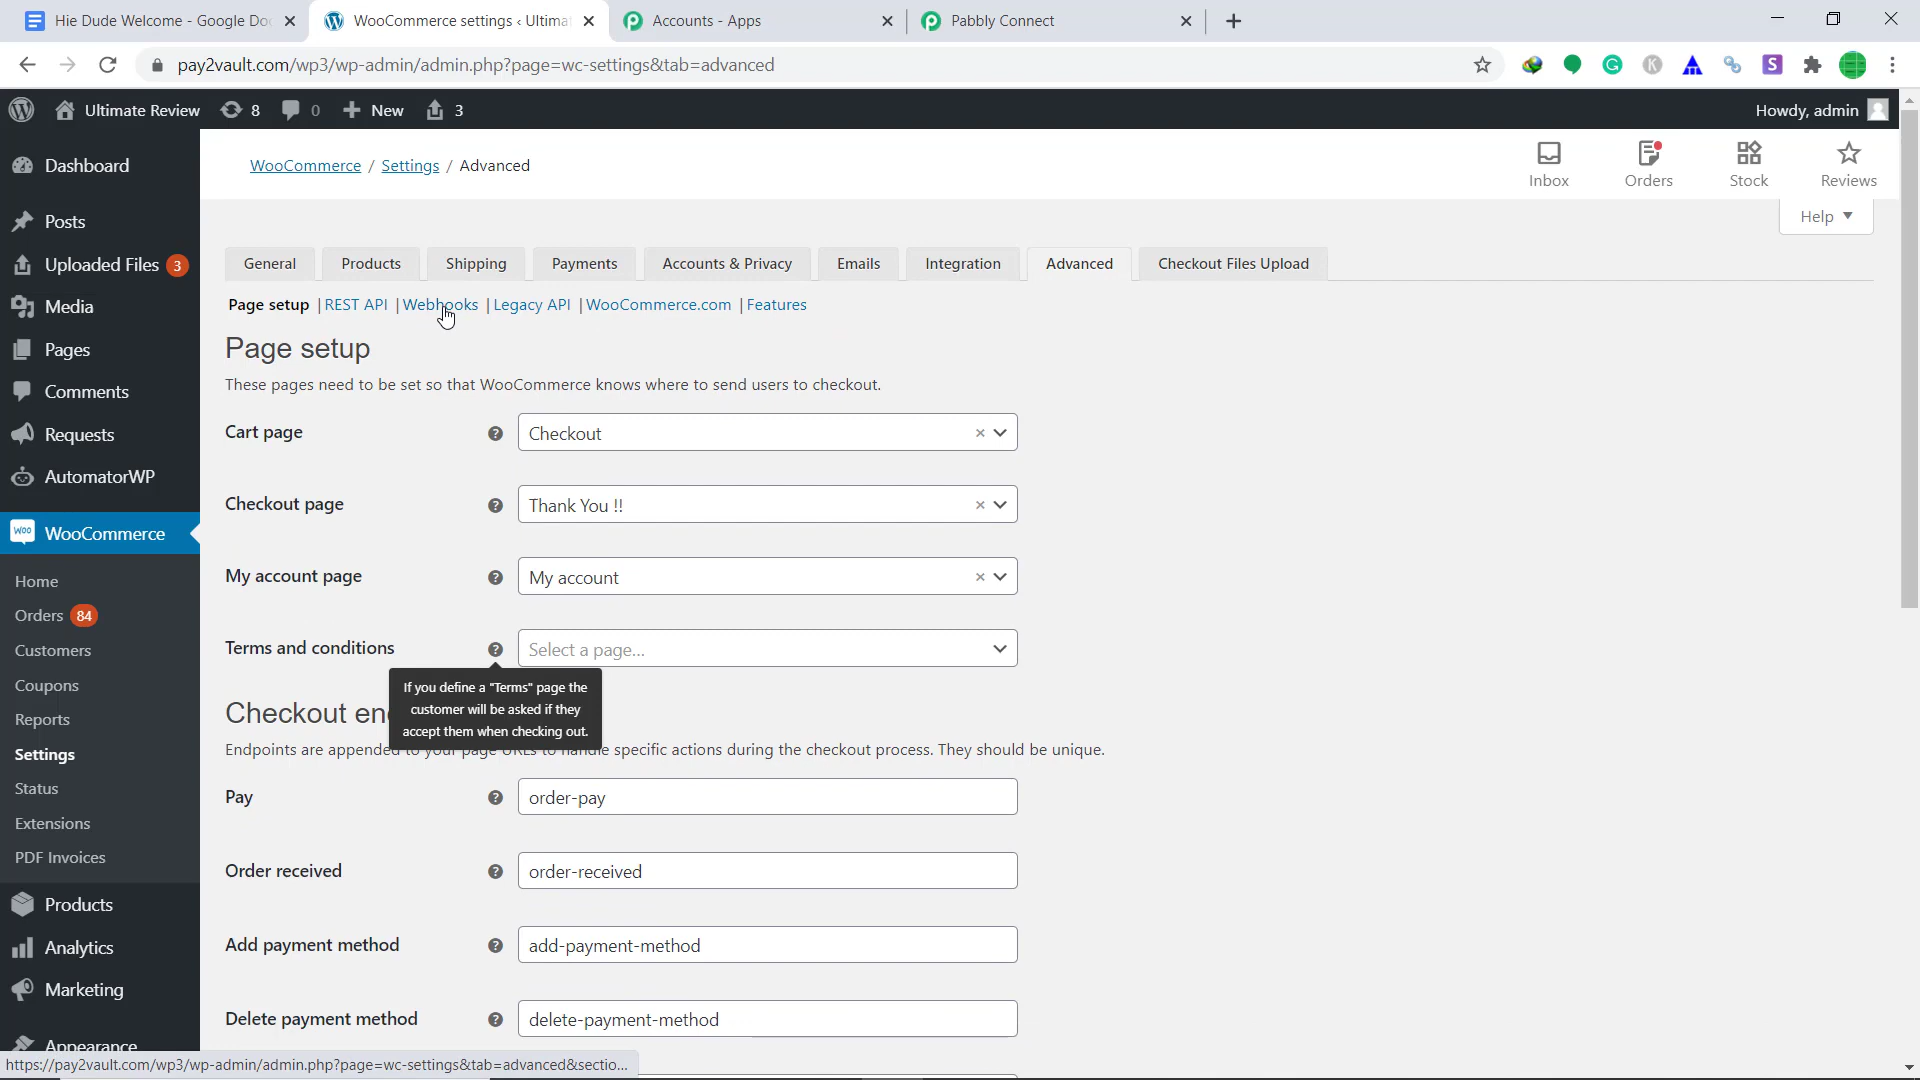 Hie Dude Welcome - Google Do
WooCommerce settings ‹ Ultima
Accounts - Apps
Pabbly Connect
pay2vault.com/wp3/wp-admin/admin.php?page=wc-settings&tab=advanced
Ultimate Review
8
0
New
3
Howdy, admin
Dashboard
Posts
Uploaded Files 3
Media
Pages
Comments
Requests
AutomatorWP
WooCommerce
Home
Orders 84
Customers
Coupons
Reports
Settings
Status
Extensions
PDF Invoices
Products
Analytics
Marketing
Appearance
WooCommerce / Settings / Advanced
Inbox
Orders
Stock
Reviews
Help
General
Products
Shipping
Payments
Accounts & Privacy
Emails
Integration
Advanced
Checkout Files Upload
Page setup | REST API | Webhooks | Legacy API | WooCommerce.com | Features
Page setup
These pages need to be set so that WooCommerce knows where to send users to checkout.
Cart page
Checkout
Checkout page
Thank You !!
My account page
My account
Terms and conditions
Select a page...
If you define a "Terms" page the
customer will be asked if they
accept them when checking out.
Checkout en
Endpoints are appended to your page URLs to handle specific actions during the checkout process. They should be unique.
Pay
order-pay
Order received
order-received
Add payment method
add-payment-method
Delete payment method
delete-payment-method
https://pay2vault.com/wp3/wp-admin/admin.php?page=wc-settings&tab=advanced&sectio...